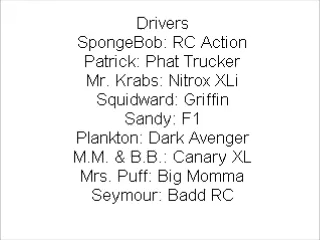 Drivers
SpongeBob: RC Action
Patrick: Phat Trucker
Mr. Krabs: Nitrox XLi
Squidward: Griffin
Sandy: F1
Plankton: Dark Avenger
M.M. & B.B.: Canary XL
Mrs. Puff: Big Momma
Seymour: Badd RC